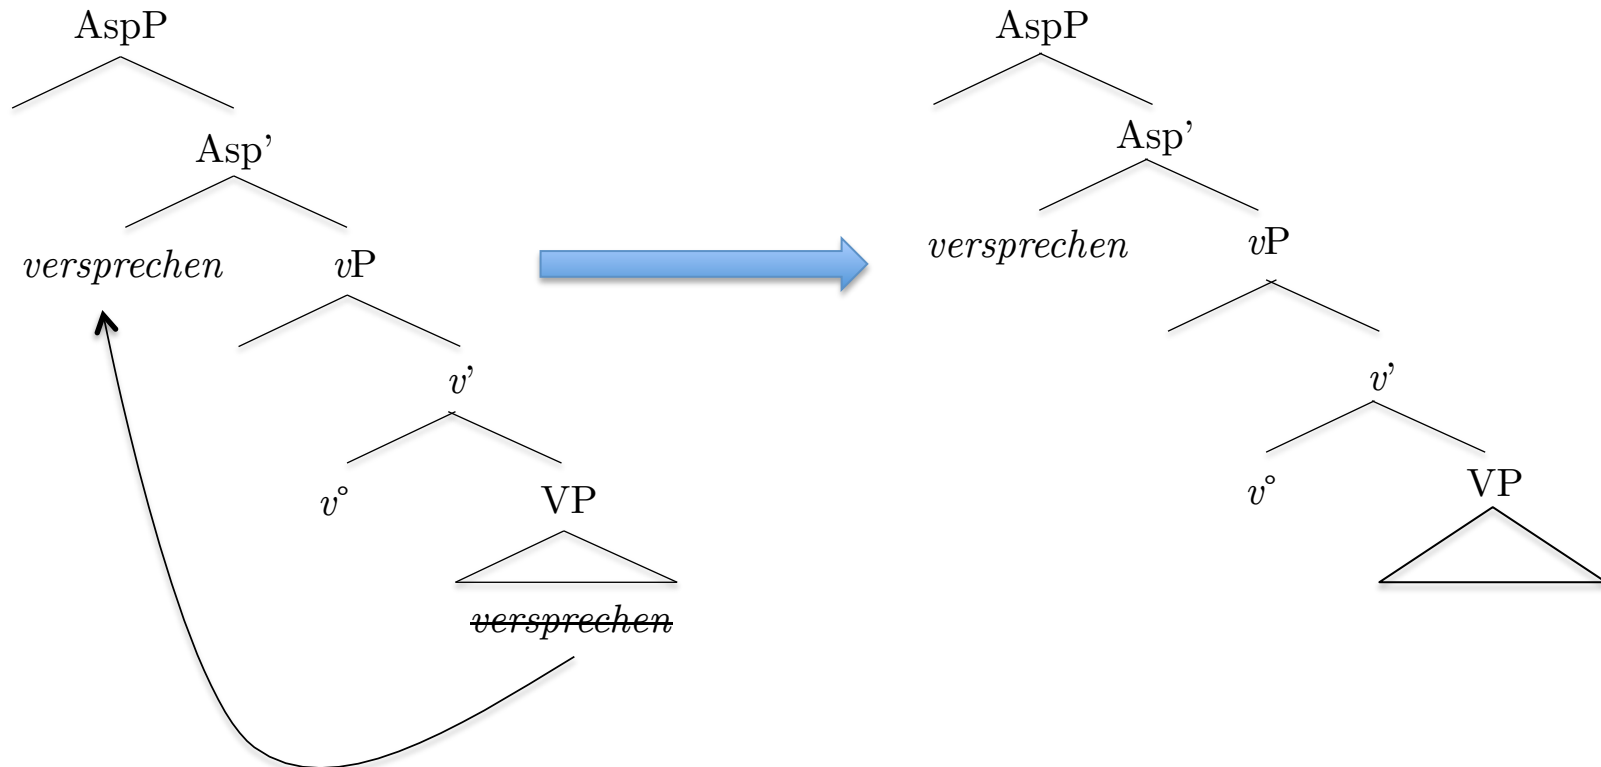 AspP
Asp’
versprechen
vP
v’
v°
VP
versprechen
AspP
Asp’
versprechen
vP
v’
v°
VP